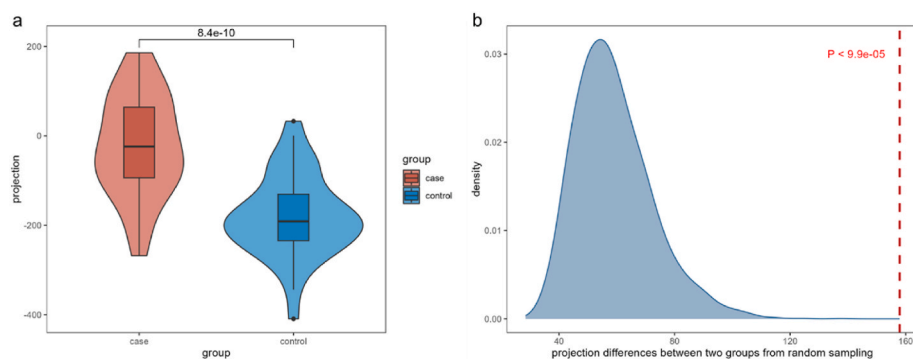 a
8.4e-10
200
0
-200
-400
projection
case
control
group
group
case
control
b
P < 9.9e-05
0.03
0.02
0.01
0.00
density
40
80
120
160
projection differences between two groups from random sampling